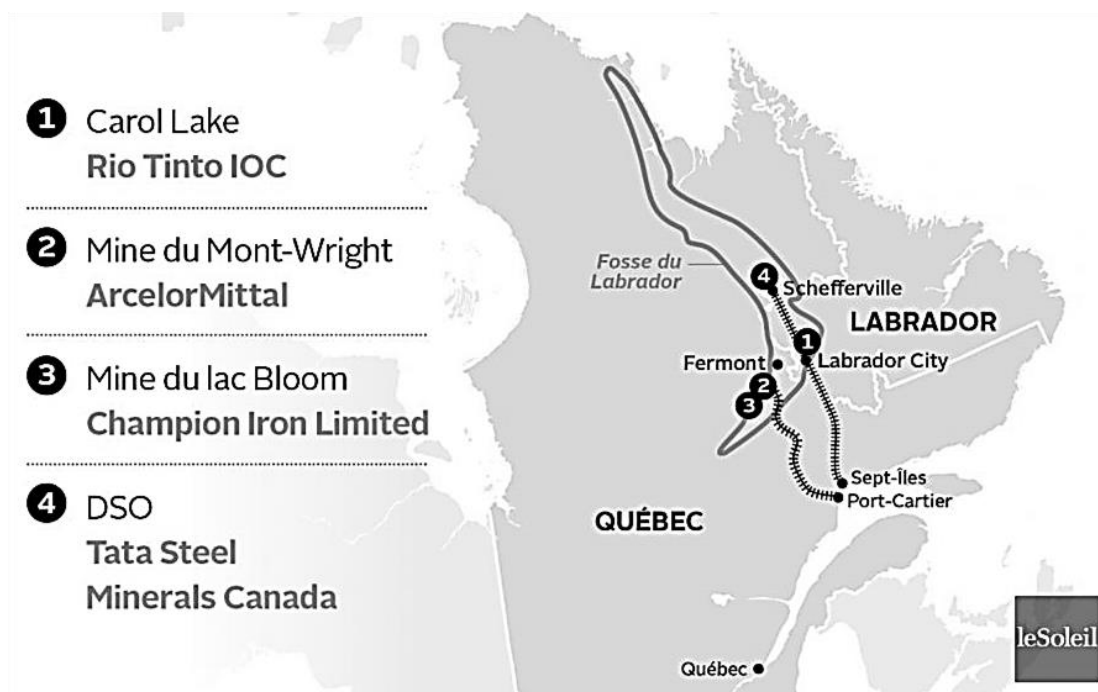 1 Carol Lake
Rio Tinto IOC
2 Mine du Mont-Wright
ArcelorMittal
3 Mine du lac Bloom
Champion Iron Limited
4 DSO
Tata Steel
Minerals Canada
Fosse du
Labrador
4
Schefferville
LABRADOR
1
Fermont
Labrador City
2
3
Sept-Îles
Port-Cartier
QUÉBEC
Québec
leSoleil